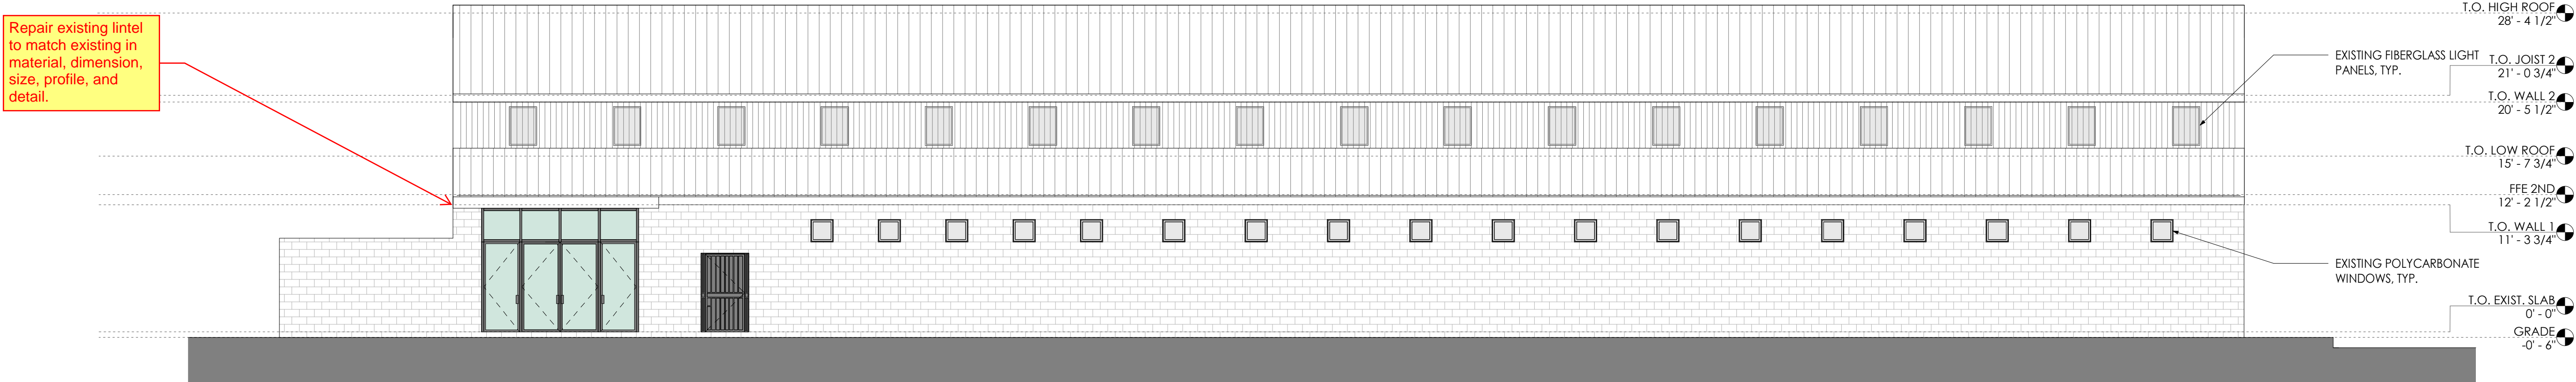 Repair existing lintel
to match existing in
material, dimension,
size, profile, and
detail.
T.O. HIGH ROOF
28' - 4 1/2"
EXISTING FIBERGLASS LIGHT
PANELS, TYP.
T.O. JOIST 2
21' - 0 3/4"
T.O. WALL 2
20' - 5 1/2"
T.O. LOW ROOF
15' - 7 3/4"
FFE 2ND
12' - 2 1/2"
T.O. WALL 1
11' - 3 3/4"
EXISTING POLYCARBONATE
WINDOWS, TYP.
T.O. EXIST. SLAB
0' - 0"
GRADE
-0' - 6"